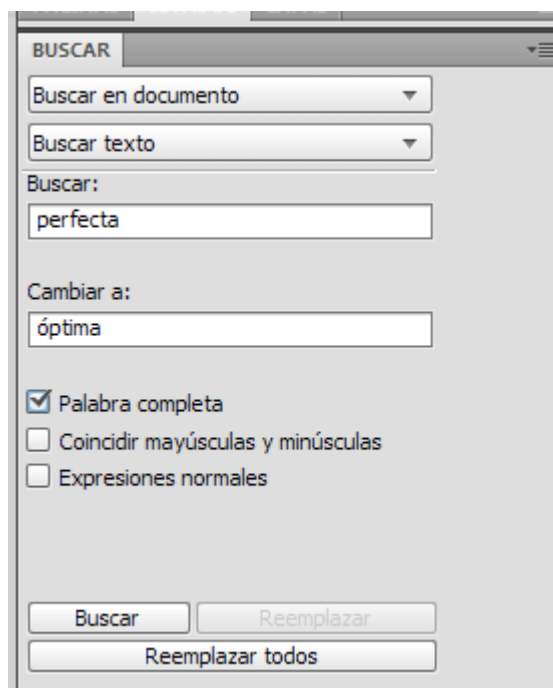 BUSCAR
Buscar en documento
Buscar texto
Buscar:
perfecta
Cambiar a:
óptima
Palabra completa
Coincidir mayúsculas y minúsculas
Expresiones normales
Buscar Reemplazar
Reemplazar todos